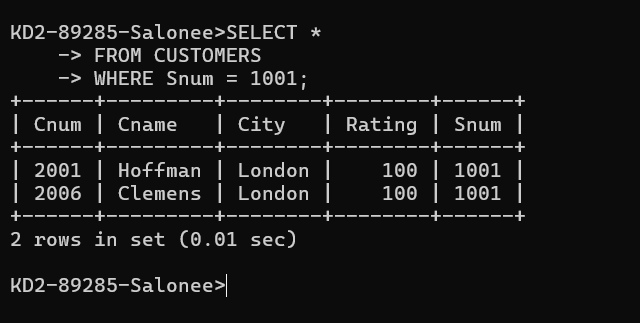 KD2-89285-Salonee>SELECT *
    -> FROM CUSTOMERS
    -> WHERE Snum = 1001;
+------+---------+--------+--------+------+
| Cnum | Cname   | City   | Rating | Snum |
+------+---------+--------+--------+------+
| 2001 | Hoffman | London |    100 | 1001 |
| 2006 | Clemens | London |    100 | 1001 |
+------+---------+--------+--------+------+
2 rows in set (0.01 sec)

KD2-89285-Salonee>